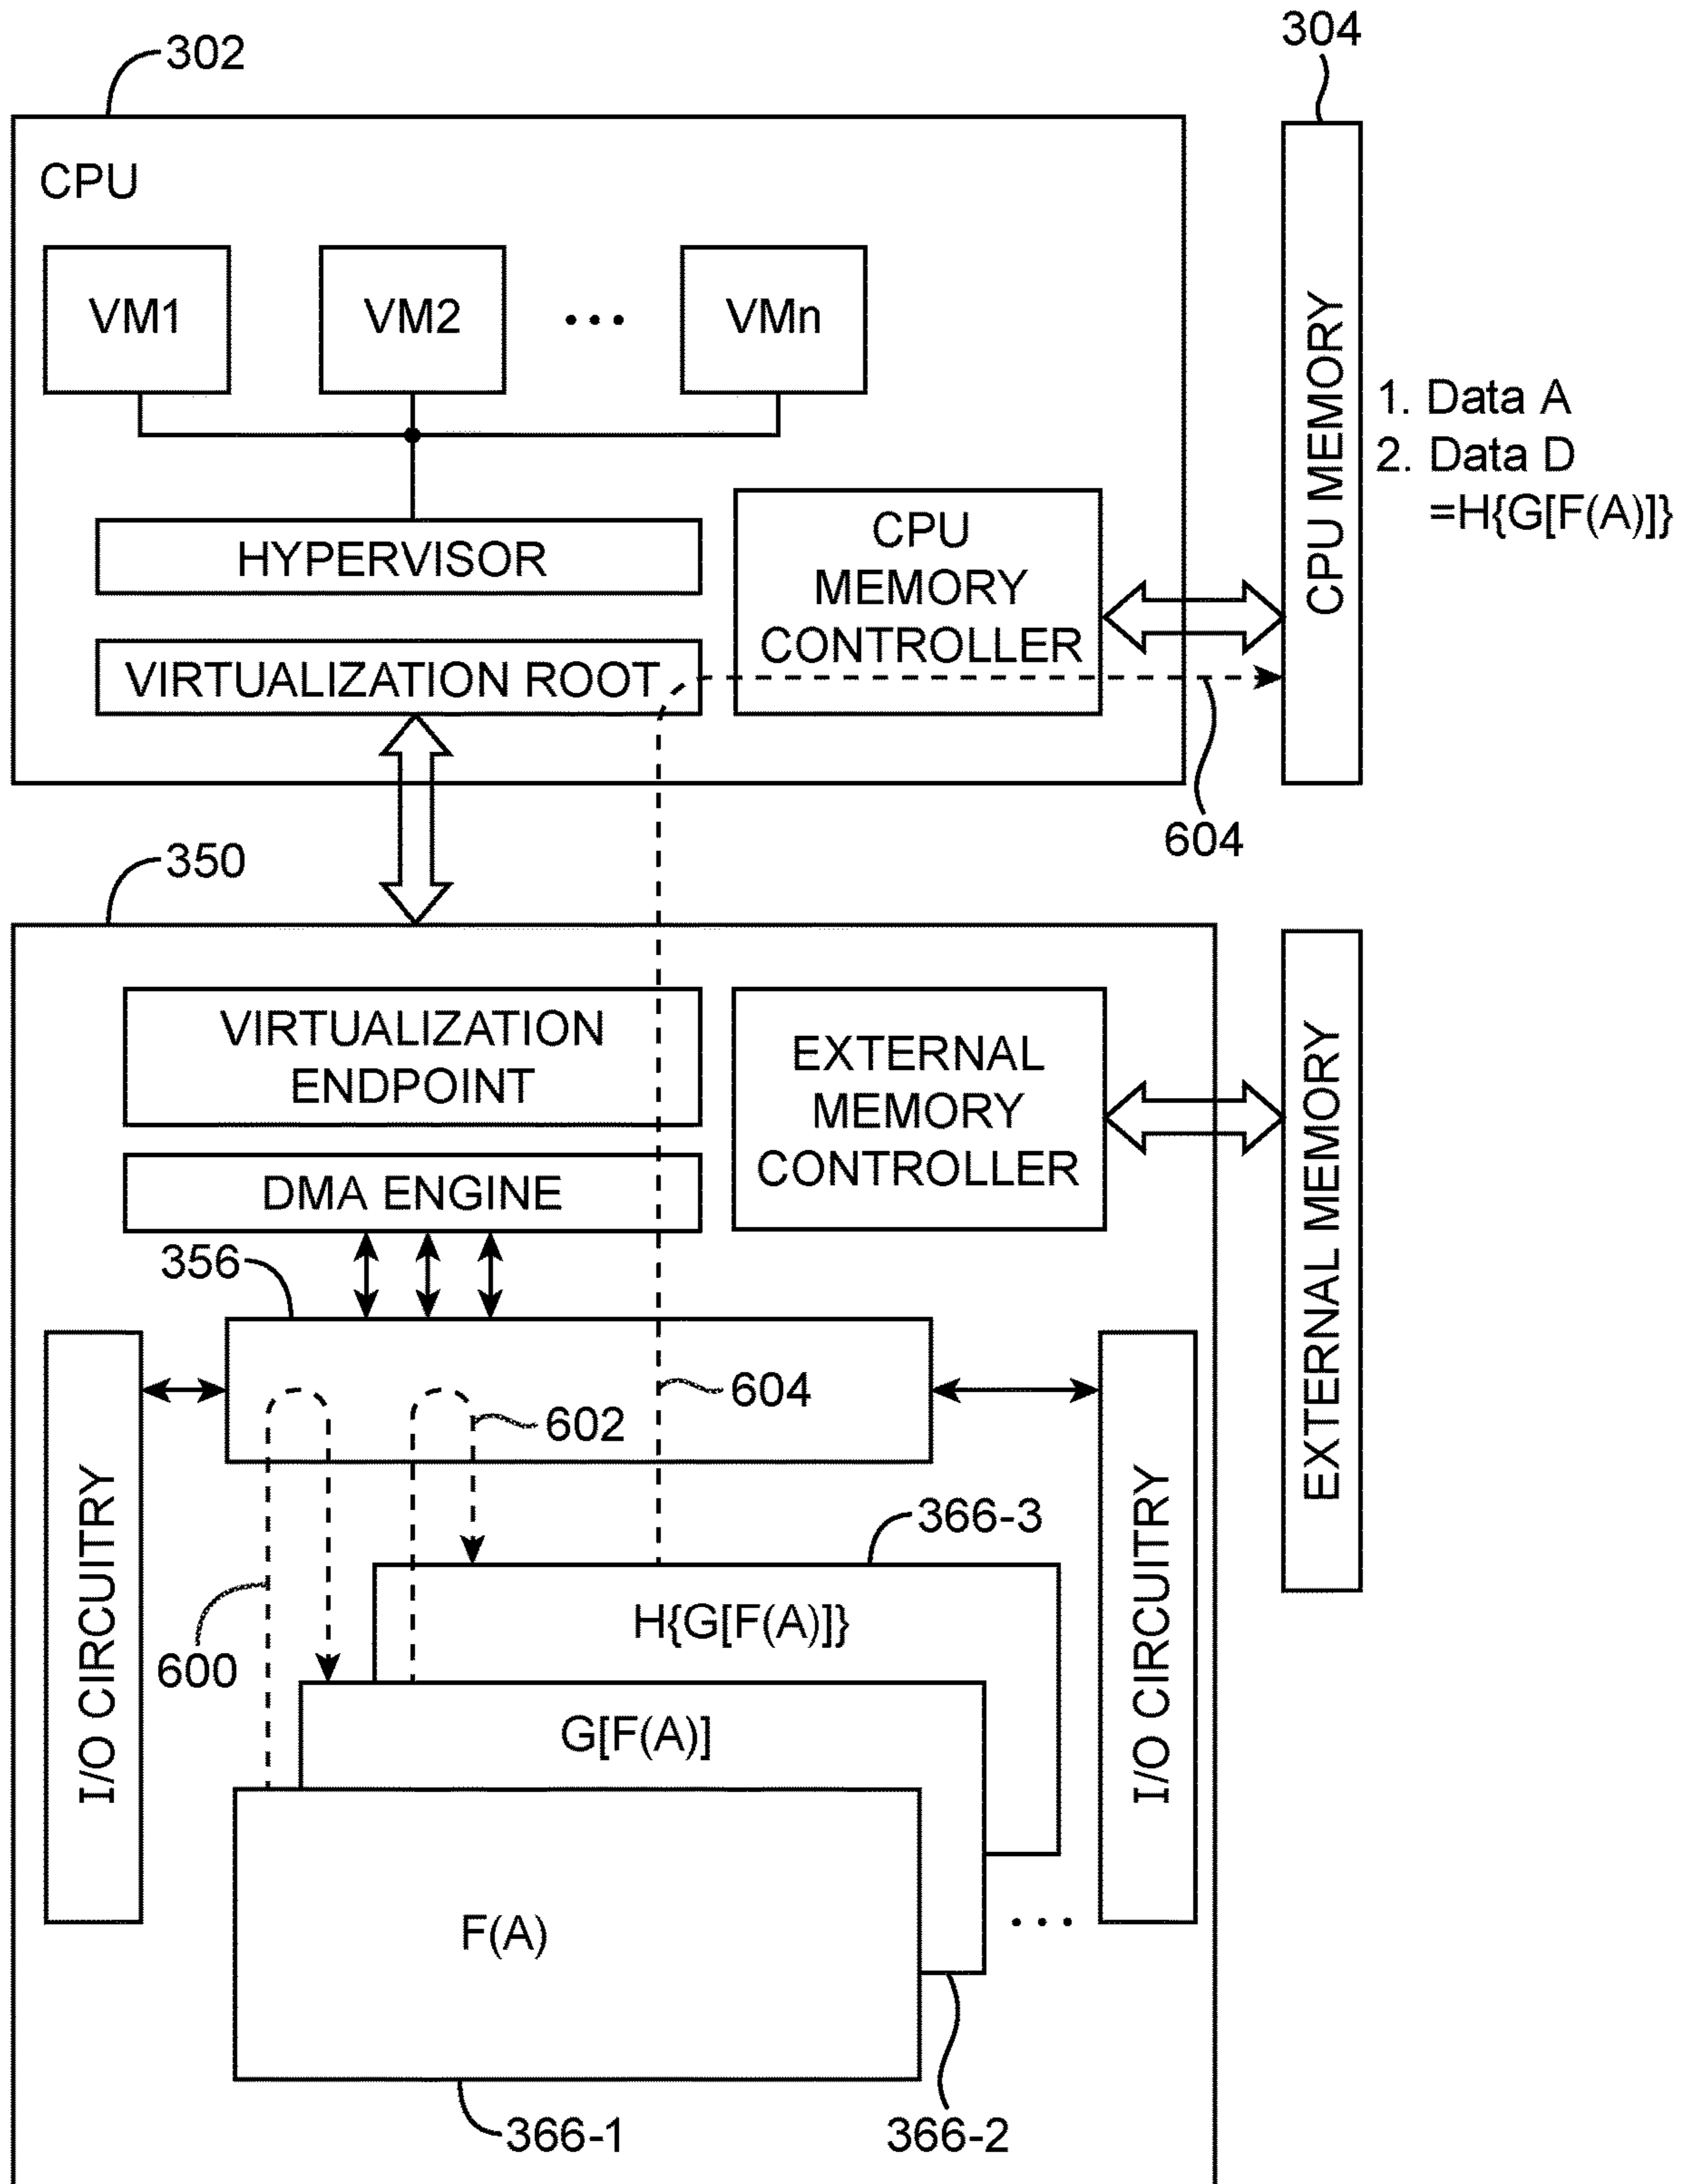 302
304
CPU
VM1
VM2
...
VMn
CPU MEMORY
1. Data A
2. Data D
=H{G[F(A)]}
HYPERVISOR
CPU
MEMORY
CONTROLLER
VIRTUALIZATION ROOT
604
350
VIRTUALIZATION
ENDPOINT
EXTERNAL
MEMORY
CONTROLLER
EXTERNAL MEMORY
DMA ENGINE
356
604
602
I/O CIRCUITRY
I/O CIRCUITRY
366-3
H{G[F(A)]}
600
G[F(A)]
F(A)
...
366-1
366-2